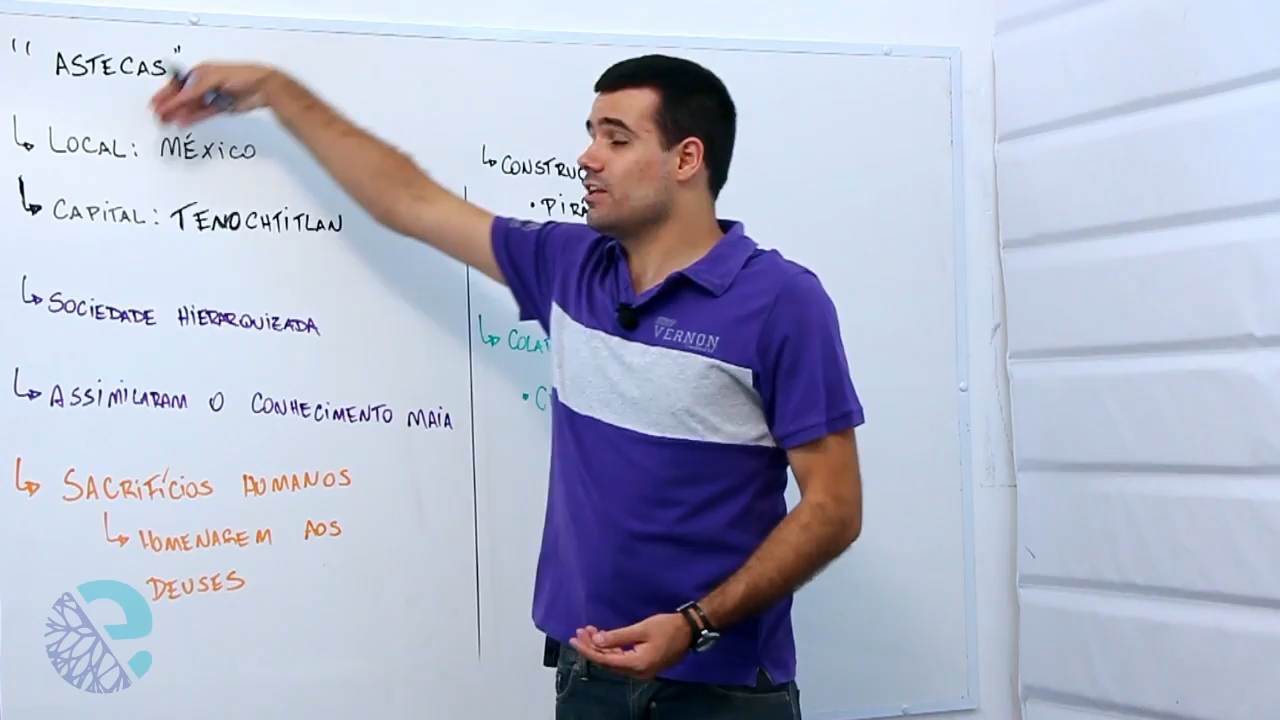 "ASTECAS"
↳ LOCAL: MÉXICO
↳ CAPITAL: TENOCHTITLAN
↳ SOCIEDADE HIERARQUIZADA
↳ ASSIMILARAM O CONHECIMENTO MAIA
↳ SACRIFÍCIOS HUMANOS
↳ HOMENAGEM AOS
DEUSES
VERNON